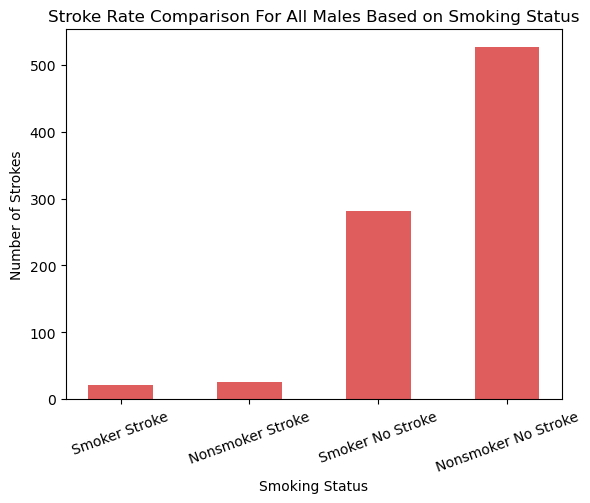 Stroke Rate Comparison For All Males Based on Smoking Status
Number of Strokes
500
400
300
200
100
0
Smoker Stroke
Nonsmoker Stroke
Smoker No Stroke
Nonsmoker No Stroke
Smoking Status